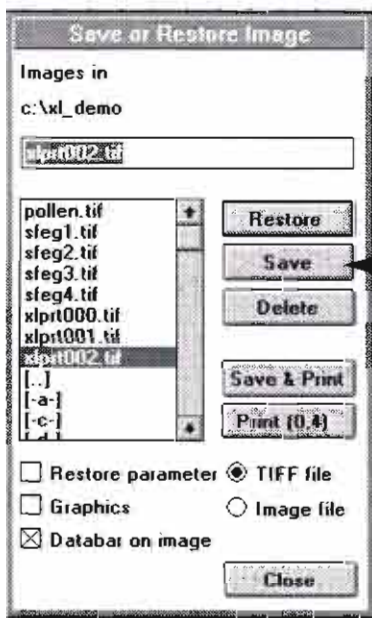 Save or Restore Image
Images in
c:\xl_demo
xlprt002.tif
pollen.tif
sfeg1.tif
sfeg2.tif
sfeg3.tif
sfeg4.tif
xlprt000.tif
xlprt001.tif
xlprt002.tif
[..]
[-a-]
[-c-]
[-d-]
Restore
Save
Delete
Save & Print
Print (0,4)
Restore parameter
TIFF file
Graphics
Image file
Databar on image
Close